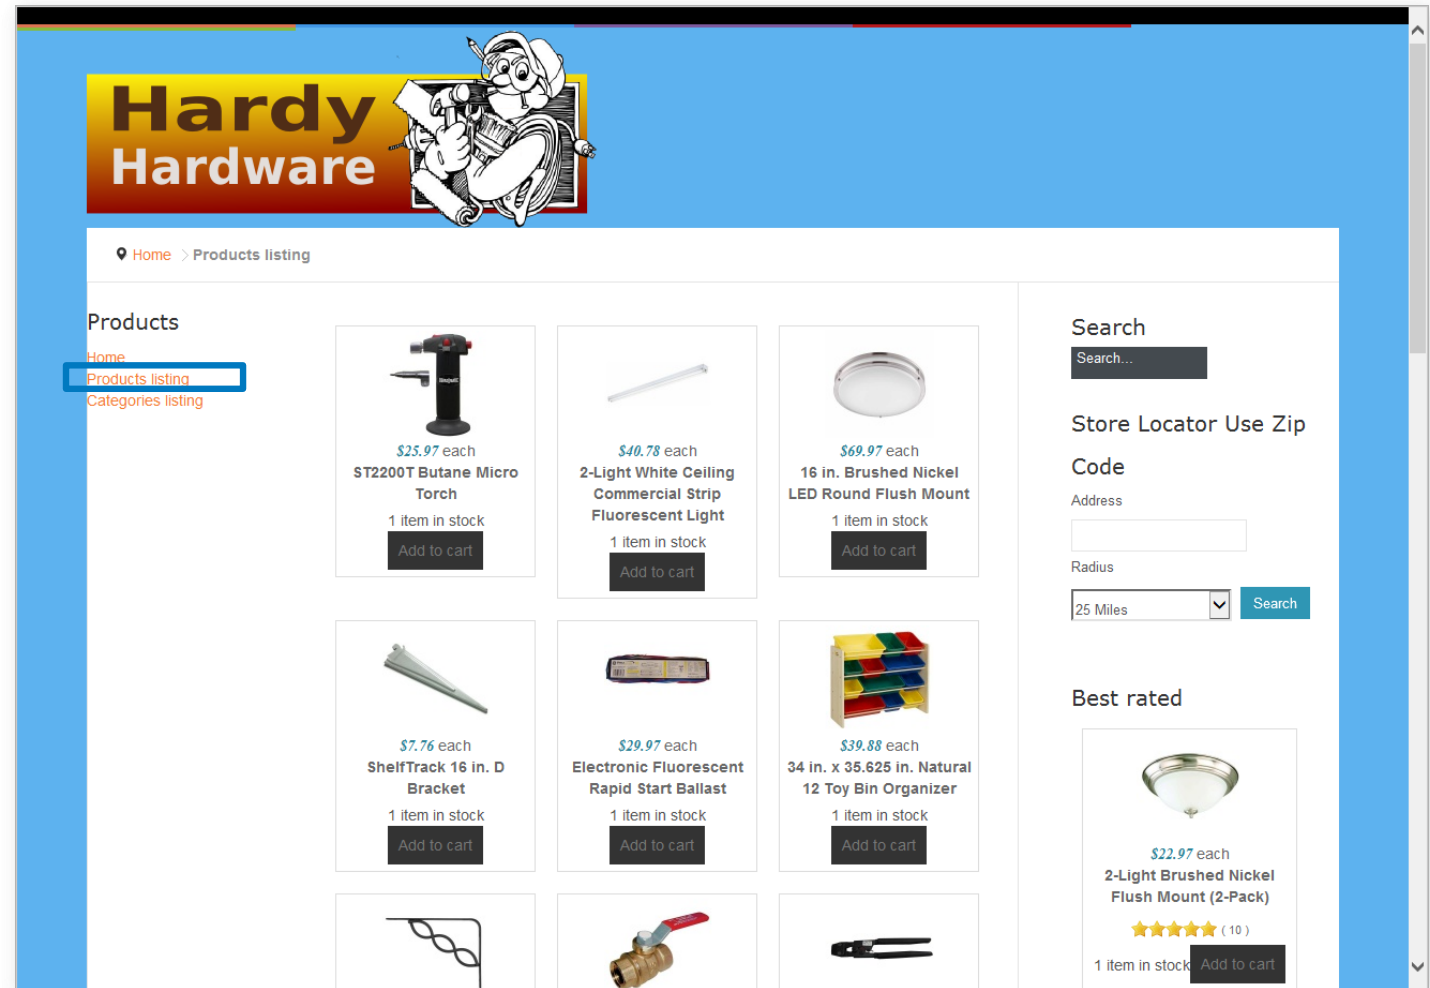 Hardy
Hardware
Home > Products listing
Products
Home
Products listing
Categories listing
$25.97 each
ST2200T Butane Micro
Torch
1 item in stock
Add to cart
$40.78 each
2-Light White Ceiling
Commercial Strip
Fluorescent Light
1 item in stock
Add to cart
$69.97 each
16 in. Brushed Nickel
LED Round Flush Mount
1 item in stock
Add to cart
$7.76 each
ShelfTrack 16 in. D
Bracket
1 item in stock
Add to cart
$29.97 each
Electronic Fluorescent
Rapid Start Ballast
1 item in stock
Add to cart
$39.88 each
34 in. x 35.625 in. Natural
12 Toy Bin Organizer
1 item in stock
Add to cart
Search
Search...
Store Locator Use Zip
Code
Address
Radius
25 Miles
Search
Best rated
$22.97 each
2-Light Brushed Nickel
Flush Mount (2-Pack)
( 10 )
1 item in stock
Add to cart